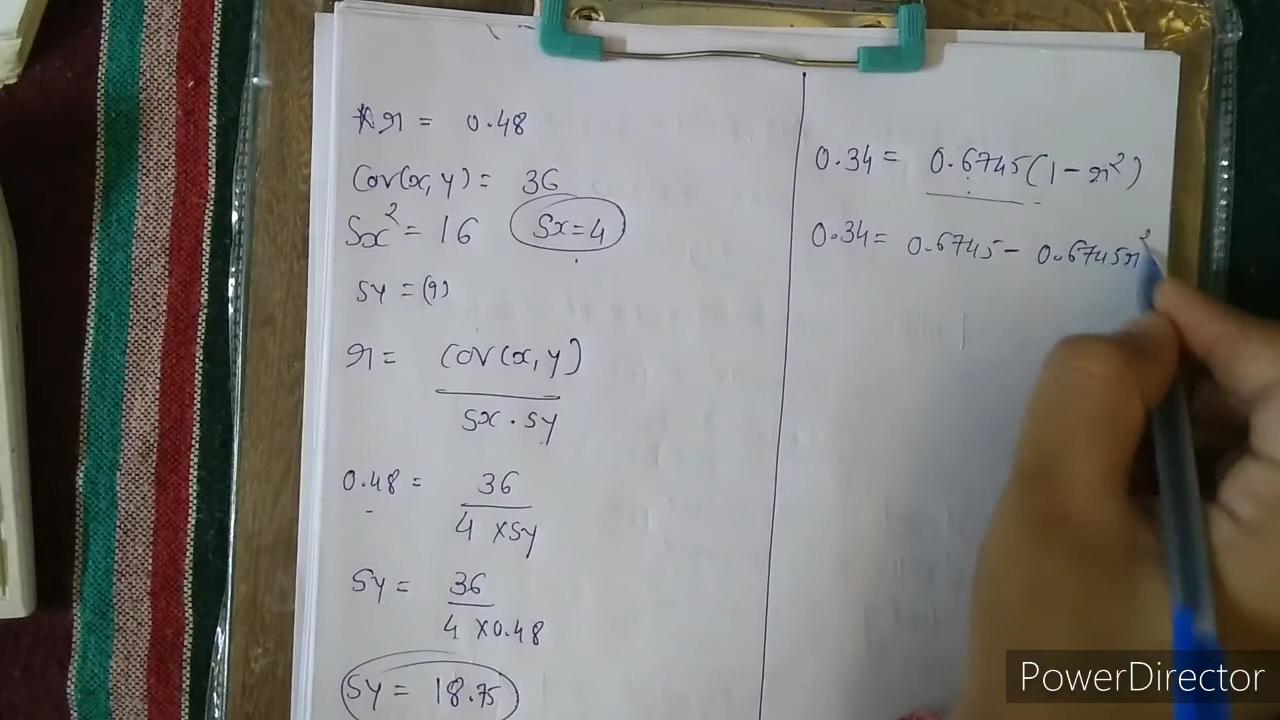 r = 0.48
Cov(x, y) = 36
Sx² = 16 Sx = 4
Sy = (?)
r = Cov(x, y) / Sx · Sy
0.48 = 36 / 4 × Sy
Sy = 36 / 4 × 0.48
Sy = 18.75
0.34 = 0.6745(1 - r²)
0.34 = 0.6745 - 0.6745r²
PowerDirector